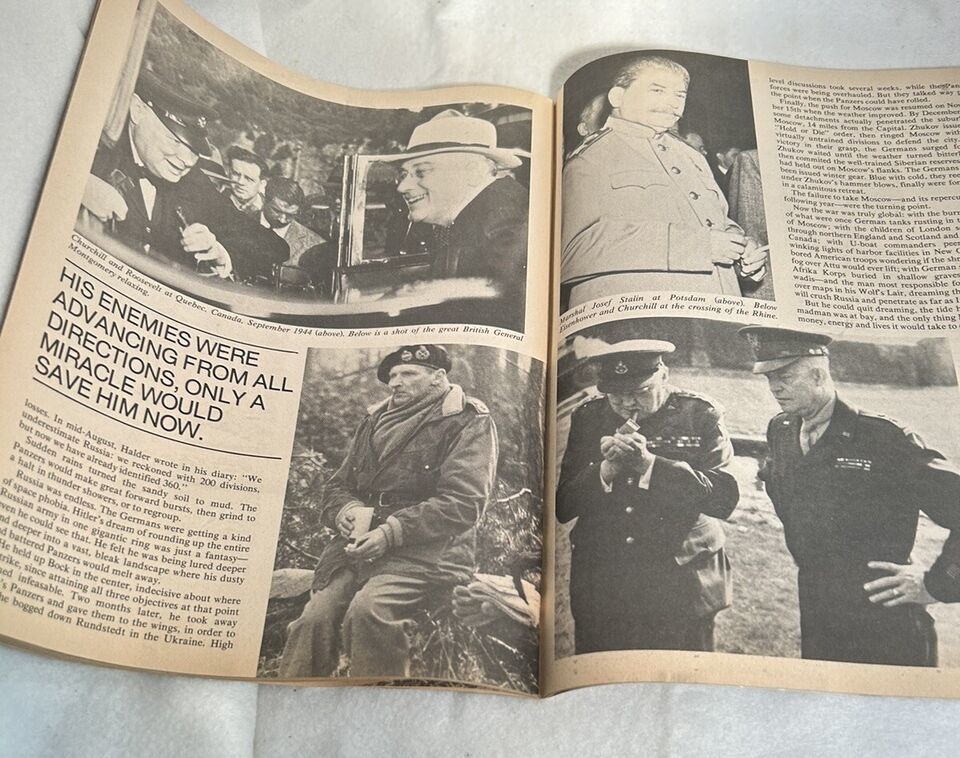 Churchill and Roosevelt at Quebec, Canada, September 1944 (above). Below is a shot of the great British General
Montgomery relaxing.
HIS ENEMIES WERE
ADVANCING FROM ALL
DIRECTIONS, ONLY A
MIRACLE WOULD
SAVE HIM NOW.
losses. In mid-August, Halder wrote in his diary: "We
underestimate Russia: we reckoned with 200 divisions,
but now we have already identified 360."
Sudden rains turned the sandy soil to mud. The
Panzers would make great forward bursts, then grind to
a halt in thunder showers, or to regroup.
Russia was endless. The Germans were getting a kind
of space phobia. Hitler's dream of rounding up the entire
Russian army in one gigantic ring was just a fantasy—
even he could see that. He felt he was being lured deeper
and deeper into a vast, bleak landscape where his dusty
and battered Panzers would melt away.
He held up Bock in the center, indecisive about where
strike, since attaining all three objectives at that point
infeasable. Two months later, he took away
Panzers and gave them to the wings, in order to
he bogged down Rundstedt in the Ukraine. High
Marshal Josef Stalin at Potsdam (above). Below
Eisenhower and Churchill at the crossing of the Rhine.
level discussions took several weeks, while the Pan
forces were being overhauled. But they talked way
the point when the Panzers could have rolled.
Finally, the push for Moscow was resumed on Nov
ber 15th when the weather improved. By December
some detachments actually penetrated the subur
Moscow, 14 miles from the Capital. Zhukov issue
"Hold or Die" order, then ringed Moscow with
virtually untrained divisions to defend the city.
victory in their grasp, the Germans surged fo
Zhukov waited until the weather turned bitterl
then commited the well-trained Siberian reserves
had held out on Moscow's flanks. The Germans
been issued winter gear. Blue with cold, they ree
under Zhukov's hammer blows, finally were for
in a calamitous retreat.
The failure to take Moscow—and its repercu
following year—were the turning point.
Now the war was truly global: with the burn
of what were once German tanks rusting in t
of Moscow; with the children of London s
through northern England and Scotland and
Canada; with U-boat commanders pee
winking lights of harbor facilities in New
bored American troops wondering if the sh
fog over Attu would ever lift; with German
Afrika Korps buried in shallow graves
wadis—and the man most responsible fo
over maps in his Wolf's Lair, dreaming th
will crush Russia and penetrate as far as
But he could quit dreaming, the tide h
madman was at bay, and the only thing
money, energy and lives it would take to